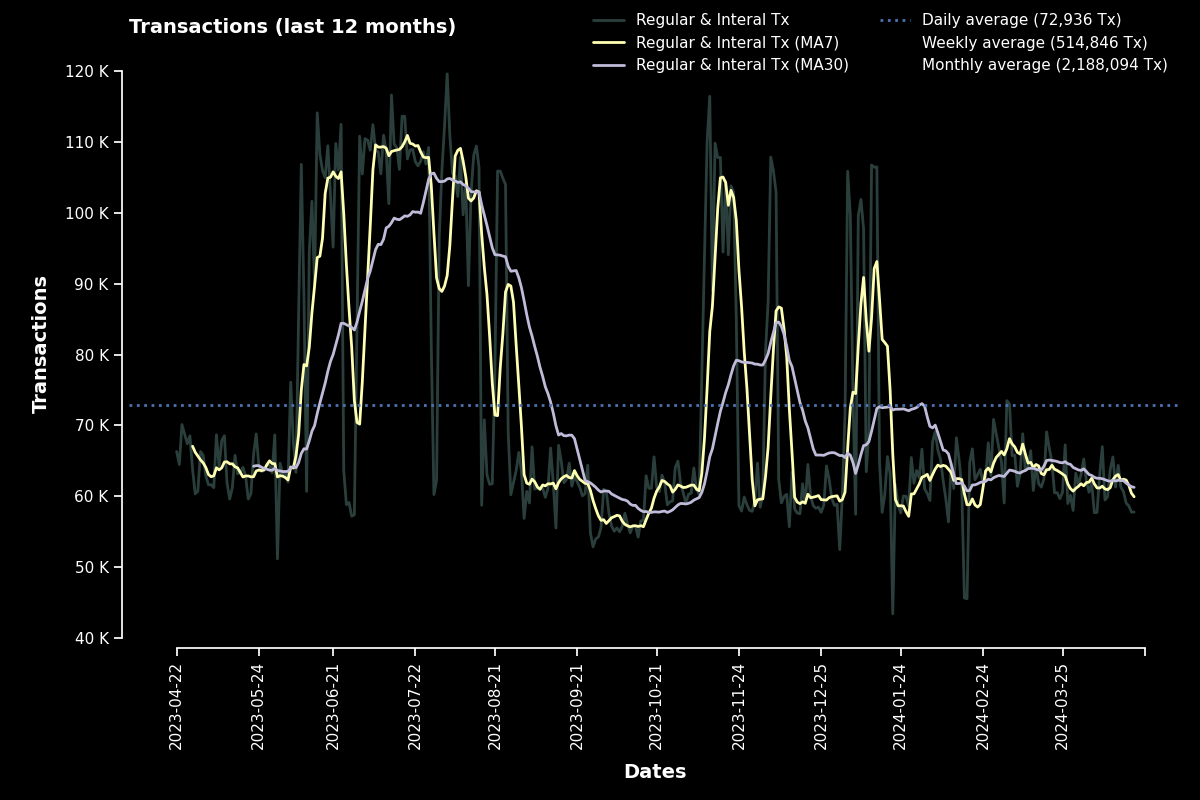 Transactions (last 12 months)
Regular & Interal Tx
Regular & Interal Tx (MA7)
Regular & Interal Tx (MA30)
Daily average (72,936 Tx)
Weekly average (514,846 Tx)
Monthly average (2,188,094 Tx)
120 K
110 K
100 K
90 K
80 K
70 K
60 K
50 K
40 K
Transactions
2023-04-22
2023-05-24
2023-06-21
2023-07-22
2023-08-21
2023-09-21
2023-10-21
2023-11-24
2023-12-25
2024-01-24
2024-02-24
2024-03-25
Dates